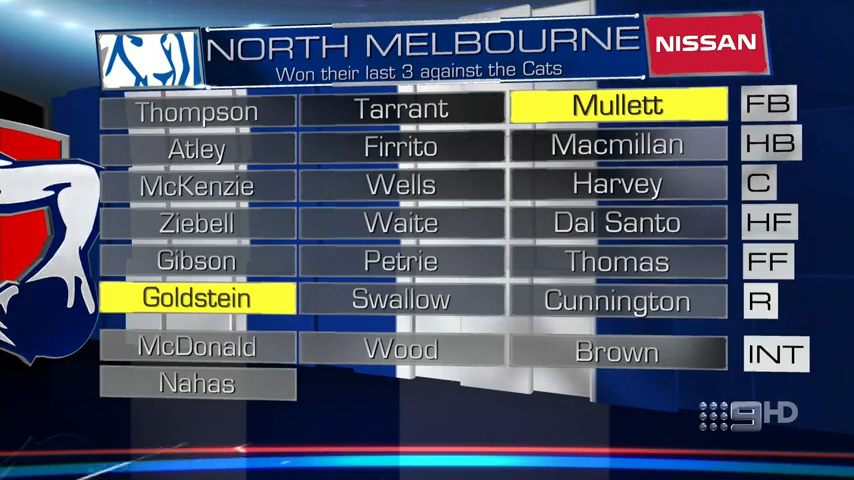 NORTH MELBOURNE NISSAN
Won their last 3 against the Cats
Thompson Tarrant Mullett FB
Atley Firrito Macmillan HB
McKenzie Wells Harvey C
Ziebell Waite Dal Santo HF
Gibson Petrie Thomas FF
Goldstein Swallow Cunnington R
McDonald Wood Brown INT
Nahas
9HD